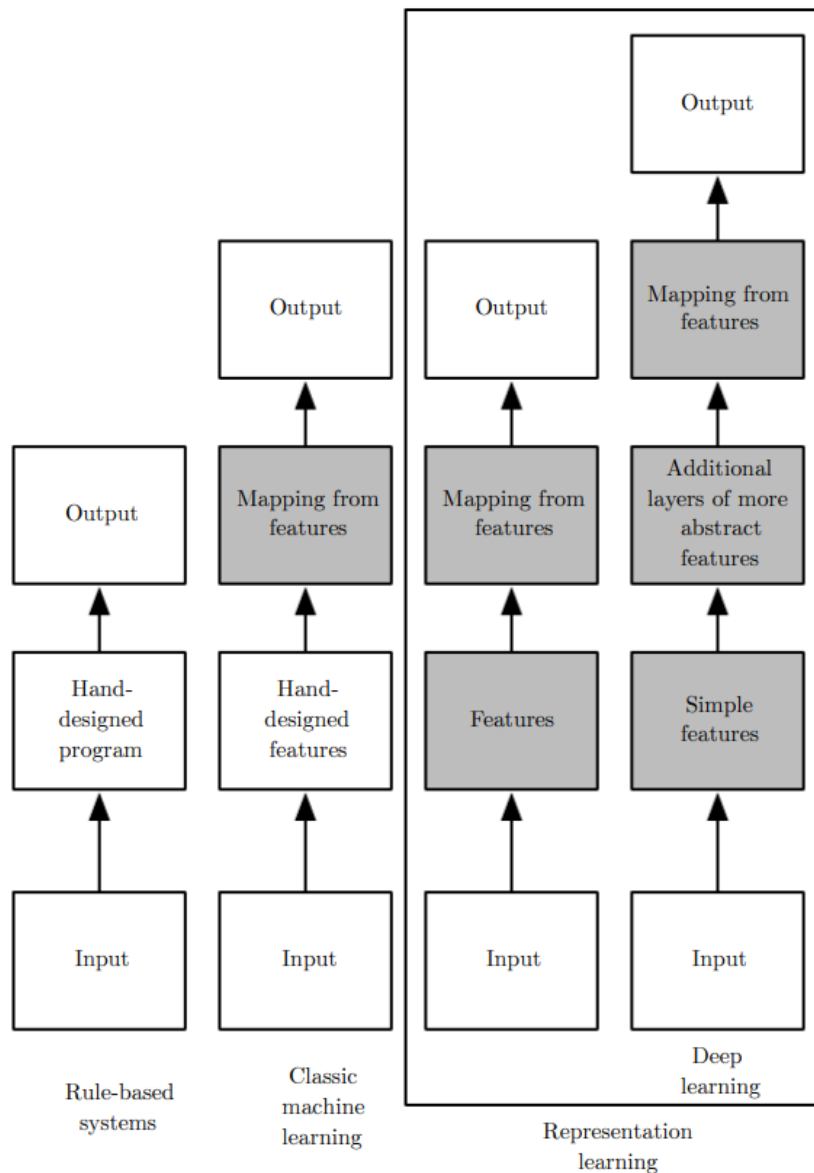 Output
Output
Output
Mapping from
features
Output
Mapping from
features
Mapping from
features
Additional
layers of more
abstract
features
Hand-
designed
program
Hand-
designed
features
Features
Simple
features
Input
Input
Input
Input
Rule-based
systems
Classic
machine
learning
Deep
learning
Representation
learning